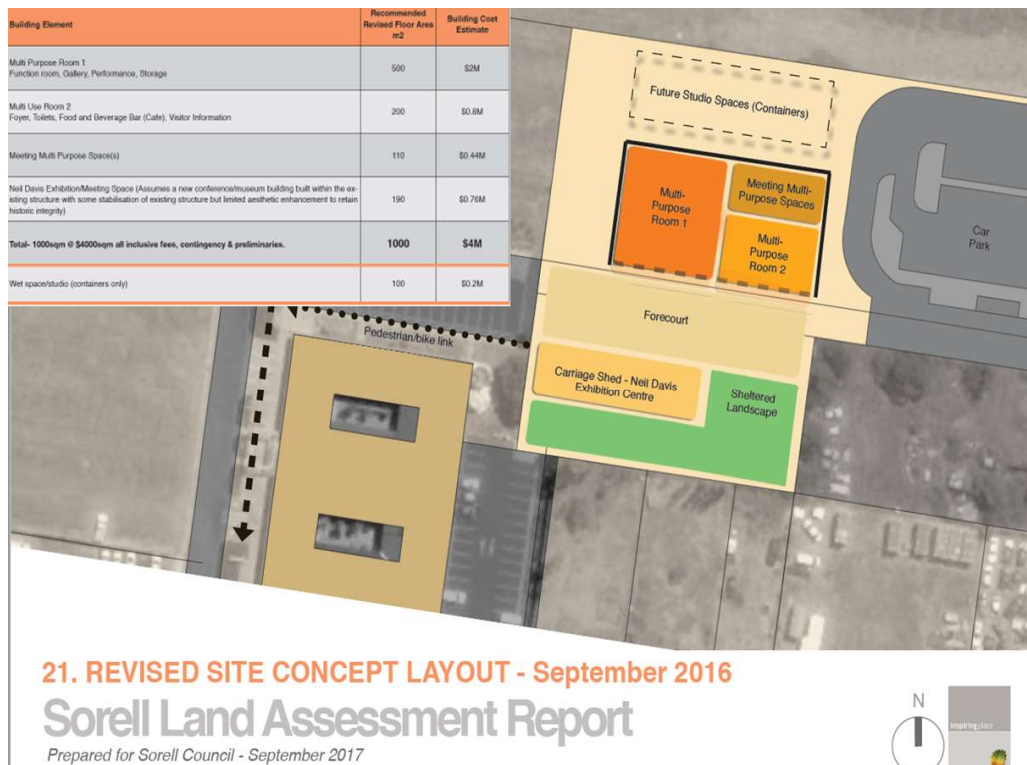 Building Element
Recommended
Revised Floor Area
m2
Building Cost
Estimate
Multi Purpose Room 1
Function room, Gallery, Performance, Storage
500
$2M
Multi Use Room 2
Foyer, Toilets, Food and Beverage Bar (Cafe), Visitor Information
200
$0.8M
Meeting Multi Purpose Space(s)
110
$0.44M
Neil Davis Exhibition/Meeting Space (Assumes a new conference/museum building built within the ex-
isting structure with some stabilisation of existing structure but limited aesthetic enhancement to retain
historic integrity)
190
$0.76M
Total- 1000sqm @ $4000sqm all inclusive fees, contingency & preliminaries.
1000
$4M
Wet space/studio (containers only)
100
$0.2M
Future Studio Spaces (Containers)
Multi-
Purpose
Room 1
Meeting Multi-
Purpose Spaces
Multi-
Purpose
Room 2
Car
Park
Forecourt
Pedestrian/bike link
Carriage Shed - Neil Davis
Exhibition Centre
Sheltered
Landscape
21. REVISED SITE CONCEPT LAYOUT - September 2016
Sorell Land Assessment Report
Prepared for Sorell Council - September 2017
N
inspiring place